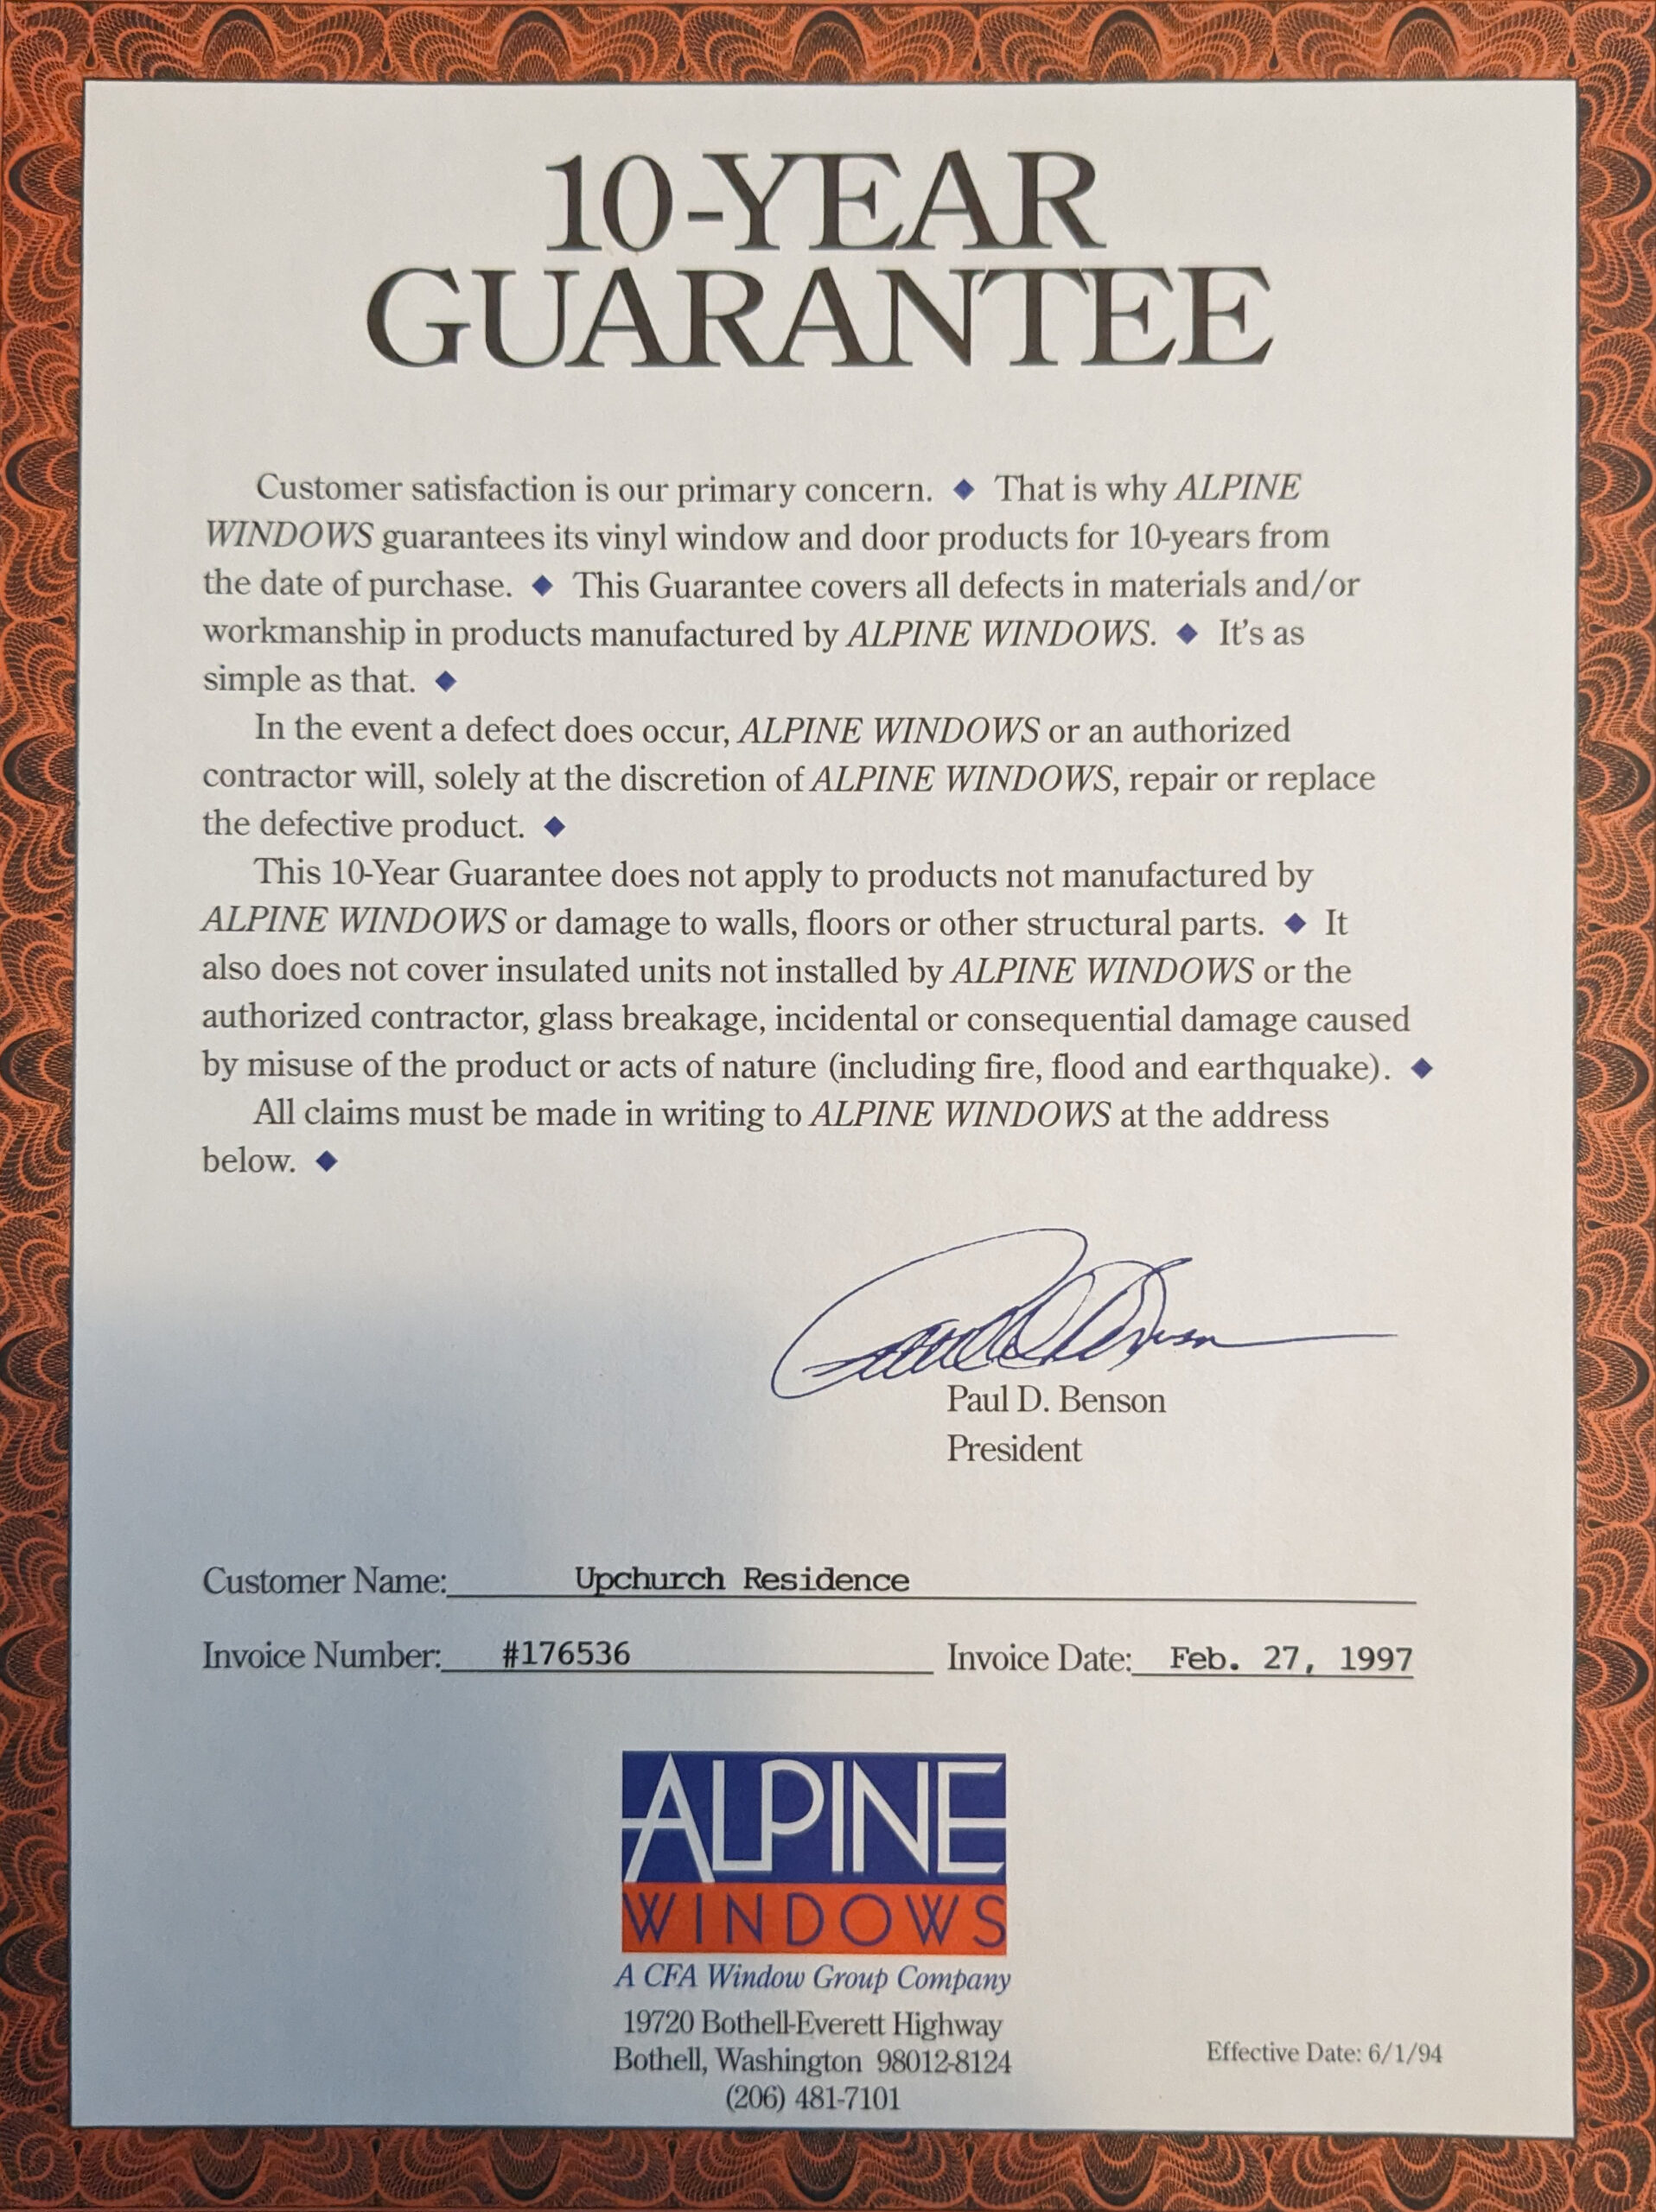 10-YEAR
GUARANTEE
Customer satisfaction is our primary concern. ◆ That is why ALPINE
WINDOWS guarantees its vinyl window and door products for 10-years from
the date of purchase. ◆ This Guarantee covers all defects in materials and/or
workmanship in products manufactured by ALPINE WINDOWS. ◆ It's as
simple as that. ◆
In the event a defect does occur, ALPINE WINDOWS or an authorized
contractor will, solely at the discretion of ALPINE WINDOWS, repair or replace
the defective product. ◆
This 10-Year Guarantee does not apply to products not manufactured by
ALPINE WINDOWS or damage to walls, floors or other structural parts. ◆ It
also does not cover insulated units not installed by ALPINE WINDOWS or the
authorized contractor, glass breakage, incidental or consequential damage caused
by misuse of the product or acts of nature (including fire, flood and earthquake). ◆
All claims must be made in writing to ALPINE WINDOWS at the address
below. ◆
Paul D Benson
Paul D. Benson
President
Customer Name: Upchurch Residence
Invoice Number: #176536 Invoice Date: Feb. 27, 1997
ALPINE
WINDOWS
A CFA Window Group Company
19720 Bothell-Everett Highway
Bothell, Washington 98012-8124
(206) 481-7101
Effective Date: 6/1/94